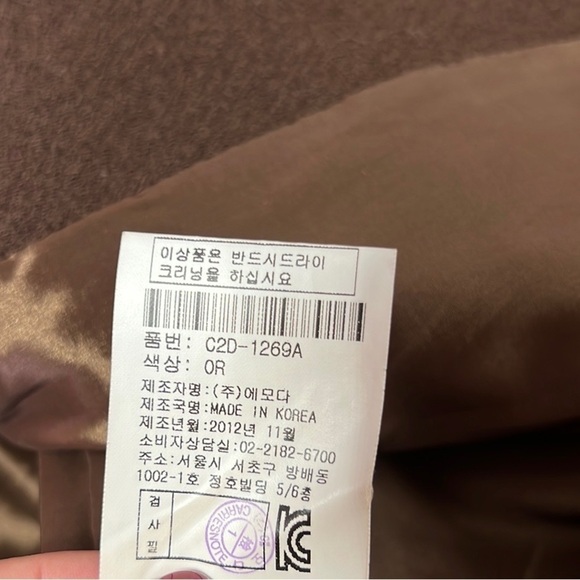 이상품은 반드시드라이
크리닝을 하십시요
품번: C2D-1269A
색상: OR
제조자명:(주)에모다
제조국명:MADE IN KOREA
제조년월:2012년 11월
소비자상담실:02-2182-6700
주소:서울시 서초구 방배동
1002-1호 정호빌딩 5/6층
검
사
필